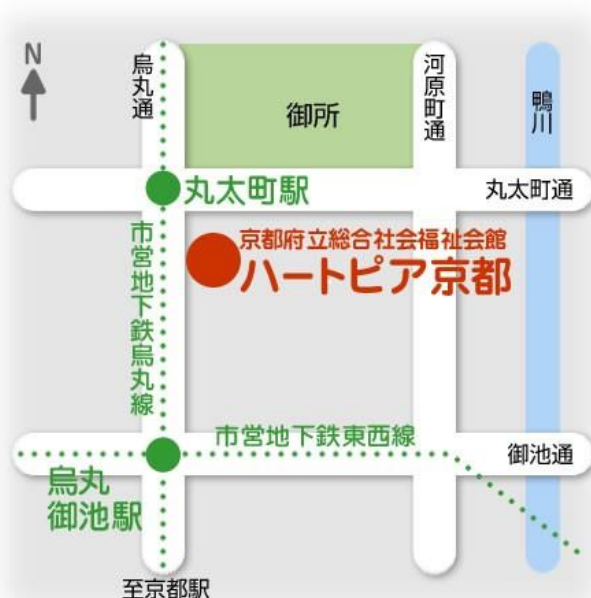 N
烏丸通
御所
河原町通
鴨川
丸太町駅
丸太町通
京都府立総合社会福祉会館
ハートピア京都
市営地下鉄烏丸線
市営地下鉄東西線
御池通
烏丸
御池駅
至京都駅